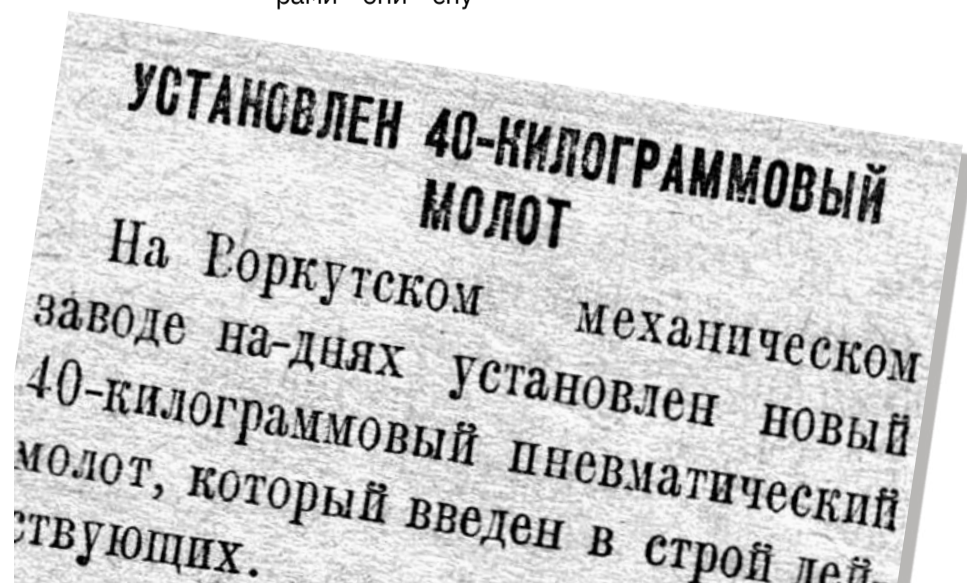 они
УСТАНОВЛЕН 40-КИЛОГРАММОВЫЙ
МОЛОТ
На Воркутском механическом
заводе на-днях установлен новый
40-килограммовый пневматический
молот, который введен в строй дей-
ствующих.